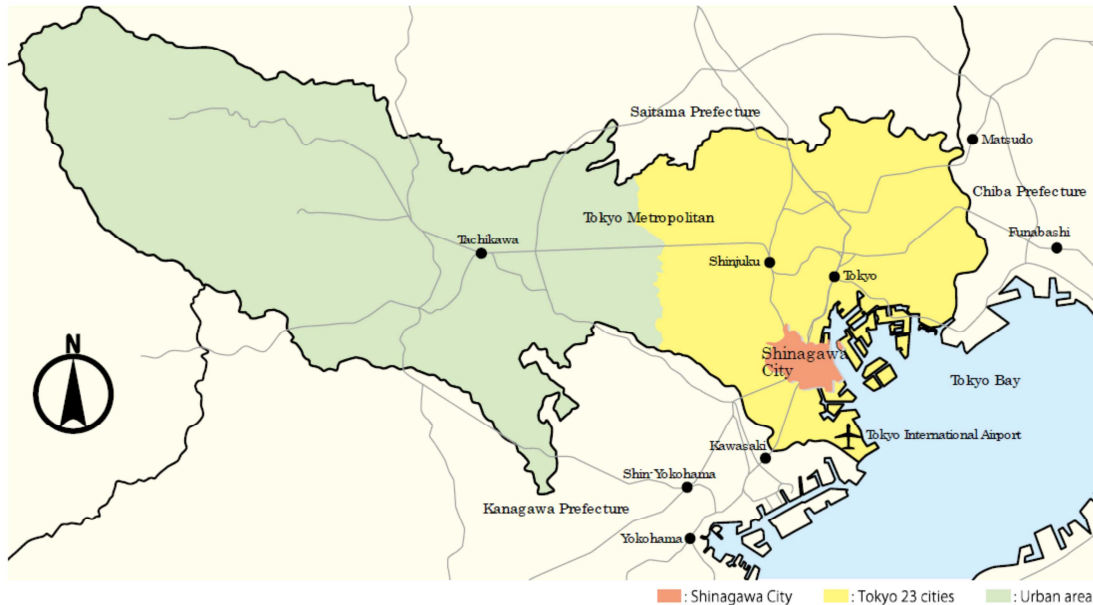 Saitama Prefecture
Matsudo
Chiba Prefecture
Tokyo Metropolitan
Tachikawa
Funabashi
Shinjuku
Tokyo
N
Shinagawa
City
Tokyo Bay
Tokyo International Airport
Kawasaki
Shin-Yokohama
Kanagawa Prefecture
Yokohama
: Shinagawa City : Tokyo 23 cities : Urban area